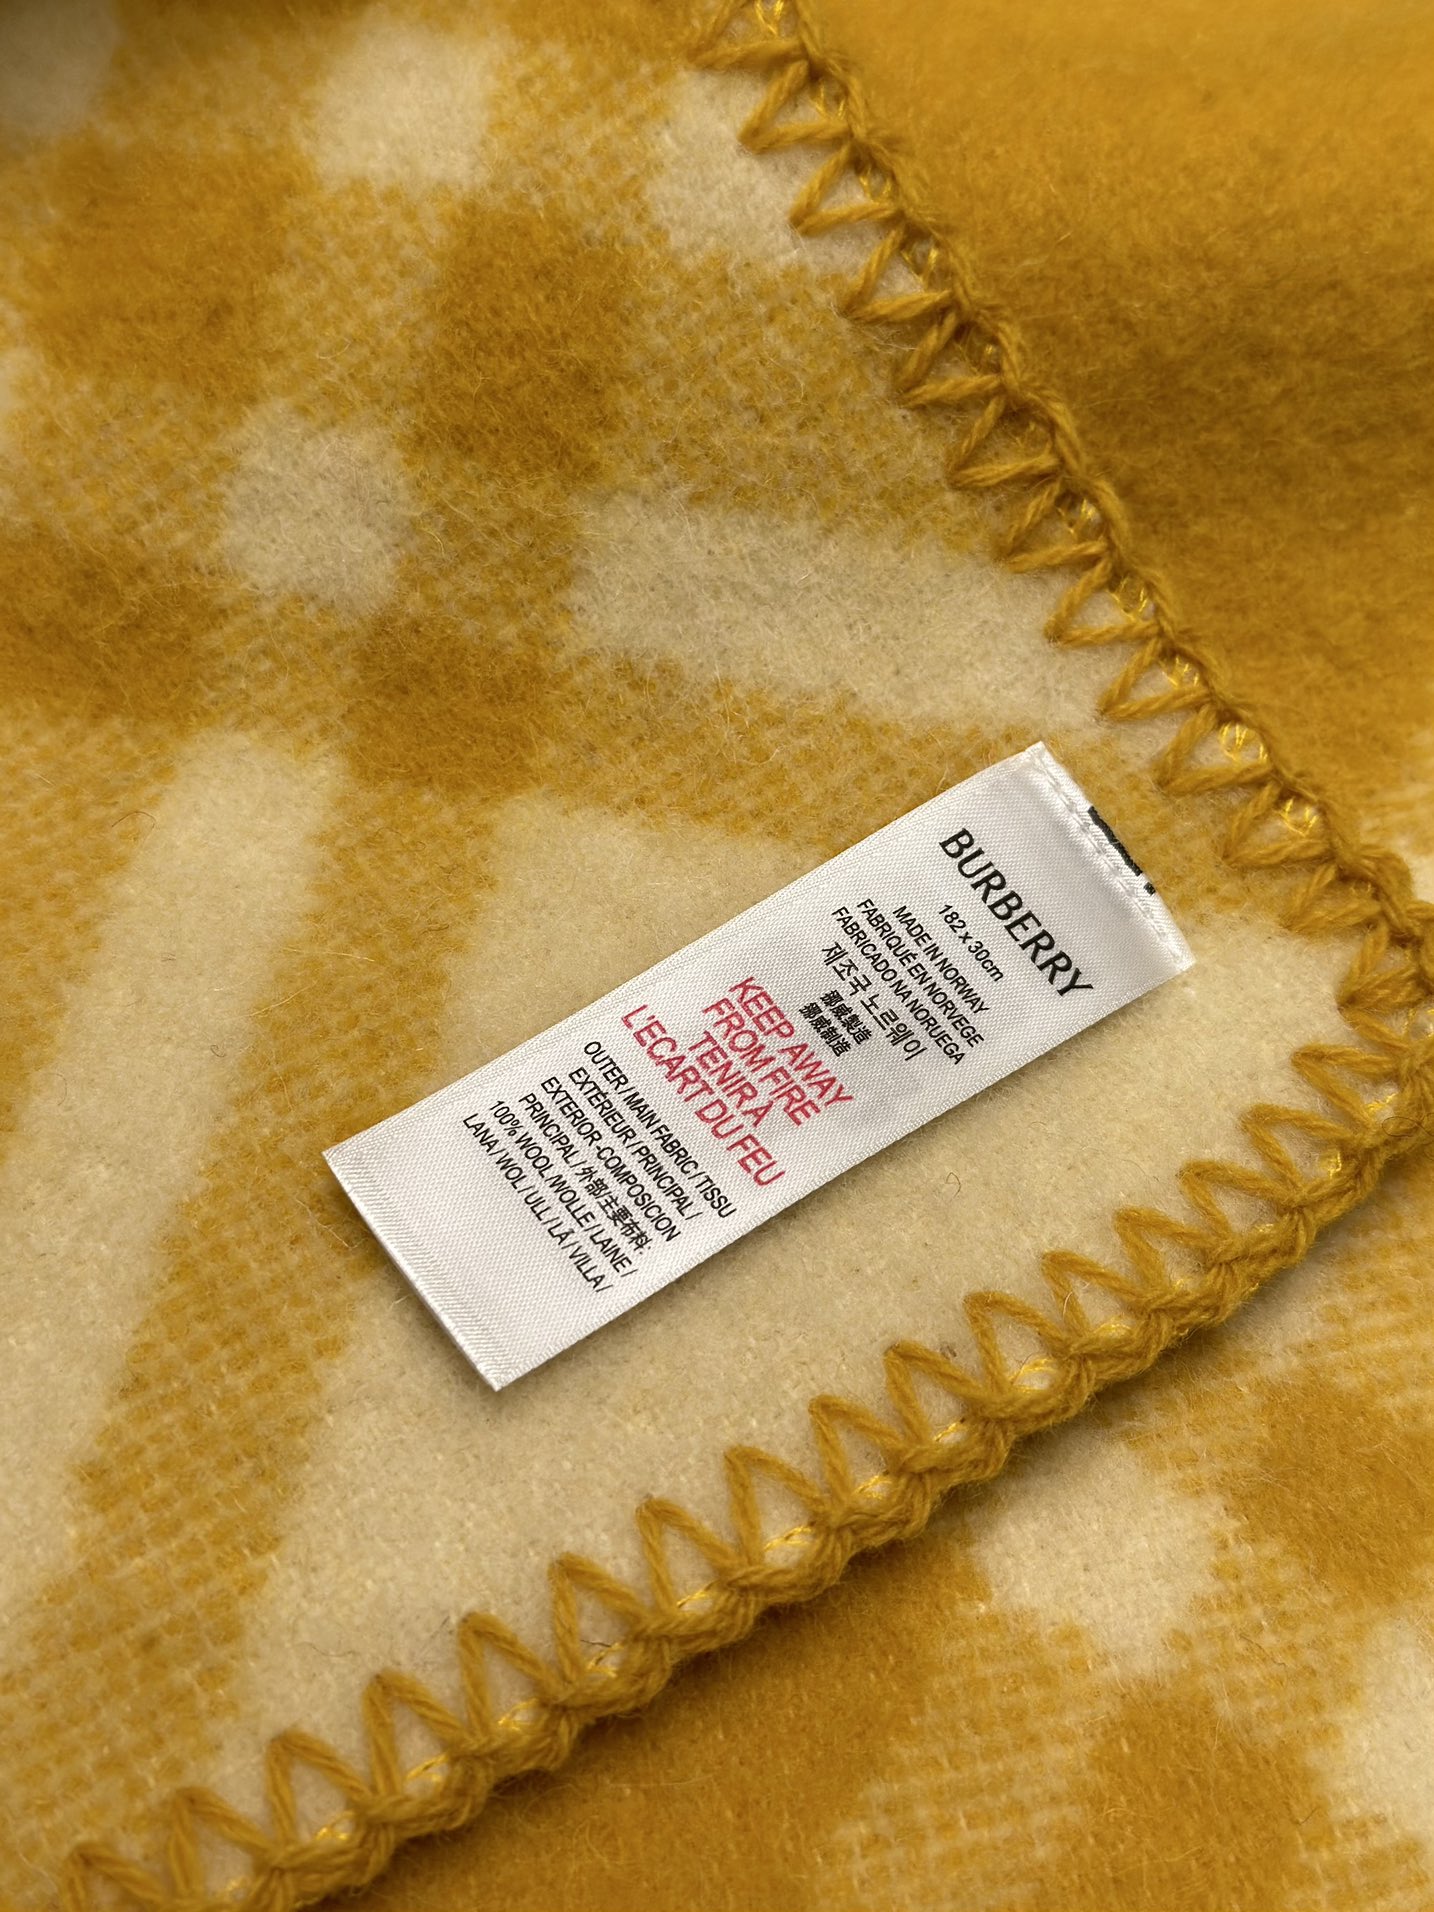 BURBERRY
182 x 30cm
MADE IN NORWAY
FABRIQUÉ EN NORVEGE
FABRICADO NA NORUEGA
제조국 노르웨이
挪威製造
挪威制造
KEEP AWAY
FROM FIRE
TENIR À
L'ECART DU FEU
OUTER / MAIN FABRIC / TISSU
EXTÉRIEUR / PRINCIPAL /
EXTERIOR -COMPOSICION
PRINCIPAL / 外部主要布料:
100% WOOL /WOLLE / LAINE /
LANA / WOL / ULL / LÃ / VILLA /